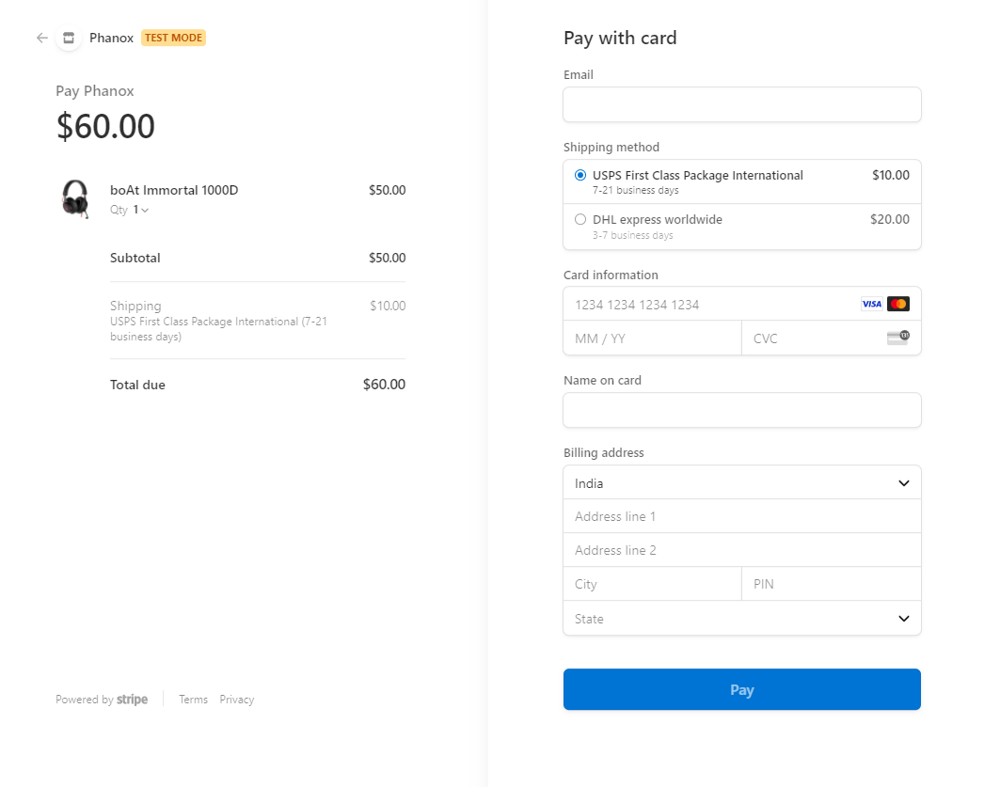 Phanox TEST MODE
Pay Phanox
$60.00
boAt Immortal 1000D $50.00
Qty 1
Subtotal $50.00
Shipping $10.00
USPS First Class Package International (7-21
business days)
Total due $60.00
Powered by stripe Terms Privacy
Pay with card
Email
Shipping method
USPS First Class Package International $10.00
7-21 business days
DHL express worldwide $20.00
3-7 business days
Card information
1234 1234 1234 1234 VISA
MM / YY CVC 135
Name on card
Billing address
India
Address line 1
Address line 2
City PIN
State
Pay